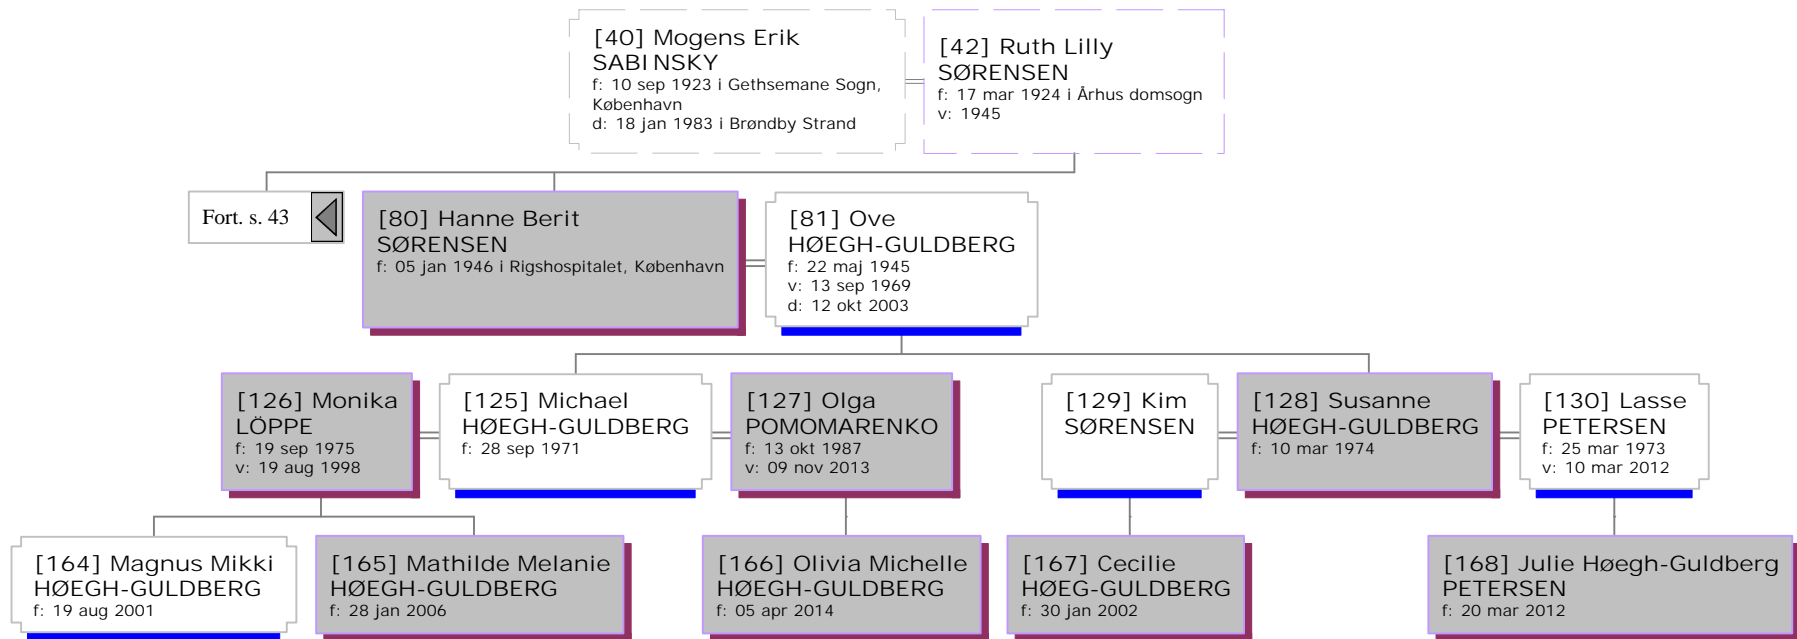 [40] Mogens Erik
SABINSKY
f: 10 sep 1923 i Gethsemane Sogn,
København
d: 18 jan 1983 i Brøndby Strand
[42] Ruth Lilly
SØRENSEN
f: 17 mar 1924 i Århus domsogn
v: 1945
Fort. s. 43
[80] Hanne Berit
SØRENSEN
f: 05 jan 1946 i Rigshospitalet, København
[81] Ove
HØEGH-GULDBERG
f: 22 maj 1945
v: 13 sep 1969
d: 12 okt 2003
[126] Monika
LÖPPE
f: 19 sep 1975
v: 19 aug 1998
[125] Michael
HØEGH-GULDBERG
f: 28 sep 1971
[127] Olga
POMOMARENKO
f: 13 okt 1987
v: 09 nov 2013
[129] Kim
SØRENSEN
[128] Susanne
HØEGH-GULDBERG
f: 10 mar 1974
[130] Lasse
PETERSEN
f: 25 mar 1973
v: 10 mar 2012
[164] Magnus Mikki
HØEGH-GULDBERG
f: 19 aug 2001
[165] Mathilde Melanie
HØEGH-GULDBERG
f: 28 jan 2006
[166] Olivia Michelle
HØEGH-GULDBERG
f: 05 apr 2014
[167] Cecilie
HØEG-GULDBERG
f: 30 jan 2002
[168] Julie Høegh-Guldberg
PETERSEN
f: 20 mar 2012